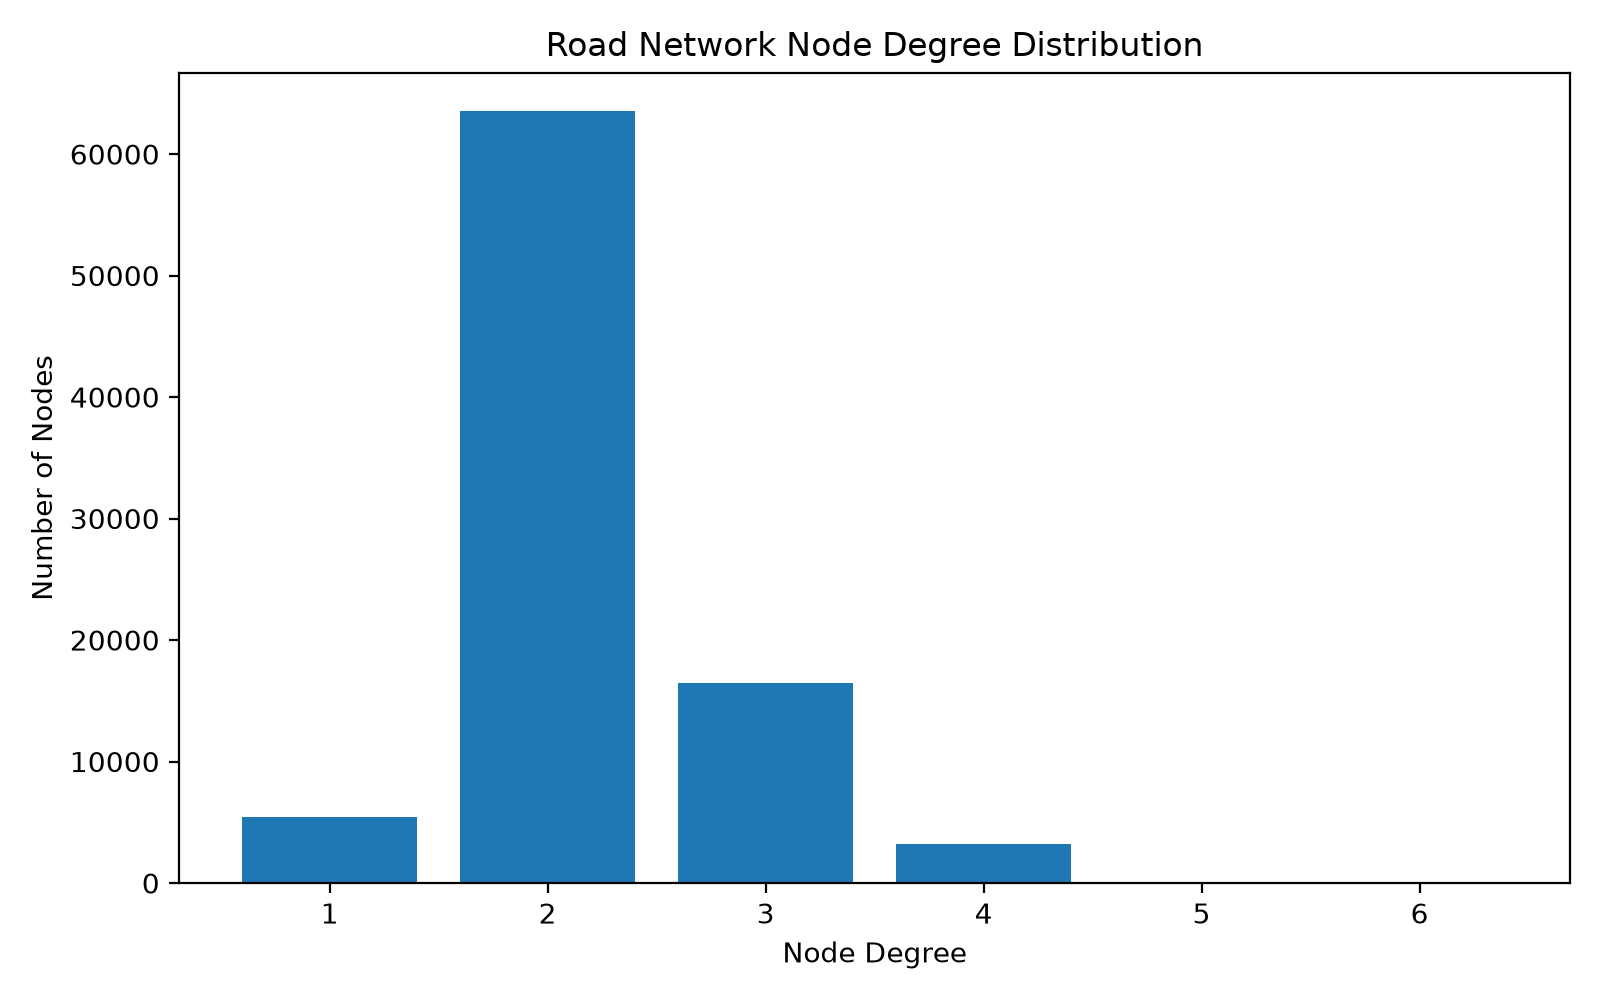 Road Network Node Degree Distribution
60000
50000
40000
30000
20000
10000
0
Number of Nodes
1 2 3 4 5 6
Node Degree